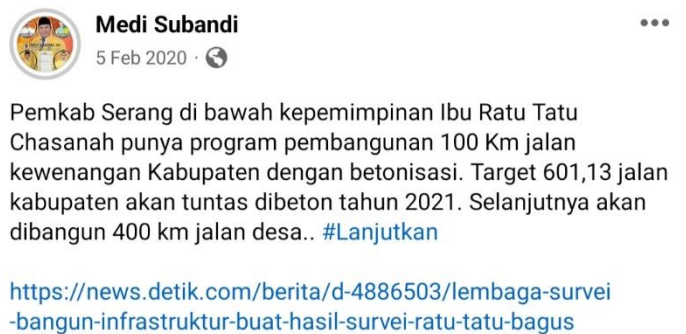 Medi Subandi
5 Feb 2020 ·
Pemkab Serang di bawah kepemimpinan Ibu Ratu Tatu
Chasanah punya program pembangunan 100 Km jalan
kewenangan Kabupaten dengan betonisasi. Target 601,13 jalan
kabupaten akan tuntas dibeton tahun 2021. Selanjutnya akan
dibangun 400 km jalan desa.. #Lanjutkan
https://news.detik.com/berita/d-4886503/lembaga-survei
-bangun-infrastruktur-buat-hasil-survei-ratu-tatu-bagus